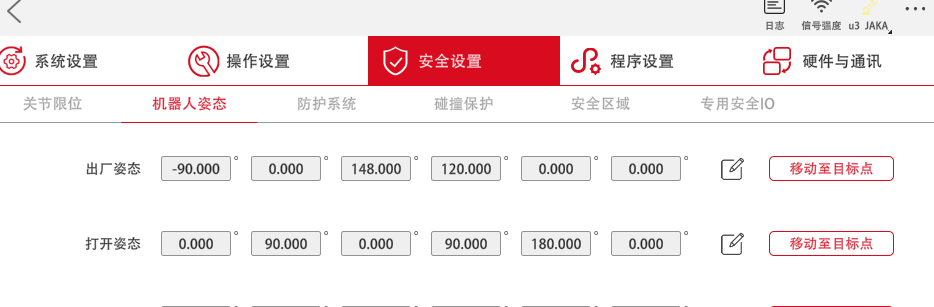 日志 信号强度 u3 JAKA
系统设置 操作设置 安全设置 程序设置 硬件与通讯
关节限位 机器人姿态 防护系统 碰撞保护 安全区域 专用安全IO
出厂姿态 -90.000° 0.000° 148.000° 120.000° 0.000° 0.000° 移动至目标点
打开姿态 0.000° 90.000° 0.000° 90.000° 180.000° 0.000° 移动至目标点